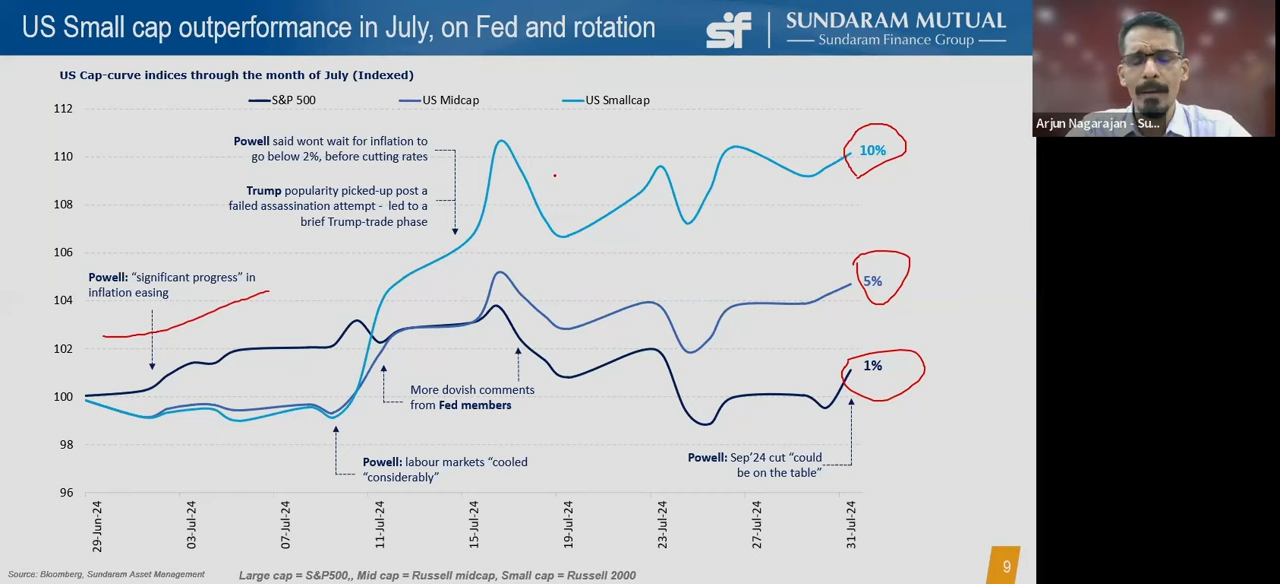 US Small cap outperformance in July, on Fed and rotation
sf
SUNDARAM MUTUAL
Sundaram Finance Group
Arjun Nagarajan - Su...
US Cap-curve indices through the month of July (Indexed)
S&P 500
US Midcap
US Smallcap
112
110
108
106
104
102
100
98
96
Powell said wont wait for inflation to
go below 2%, before cutting rates
Trump popularity picked-up post a
failed assassination attempt - led to a
brief Trump-trade phase
Powell: “significant progress” in
inflation easing
10%
5%
1%
More dovish comments
from Fed members
Powell: labour markets “cooled
“considerably”
Powell: Sep’24 cut “could
be on the table”
29-Jun-24
03-Jul-24
07-Jul-24
11-Jul-24
15-Jul-24
19-Jul-24
23-Jul-24
27-Jul-24
31-Jul-24
Source: Bloomberg, Sundaram Asset Management
Large cap = S&P500,, Mid cap = Russell midcap, Small cap = Russell 2000
9